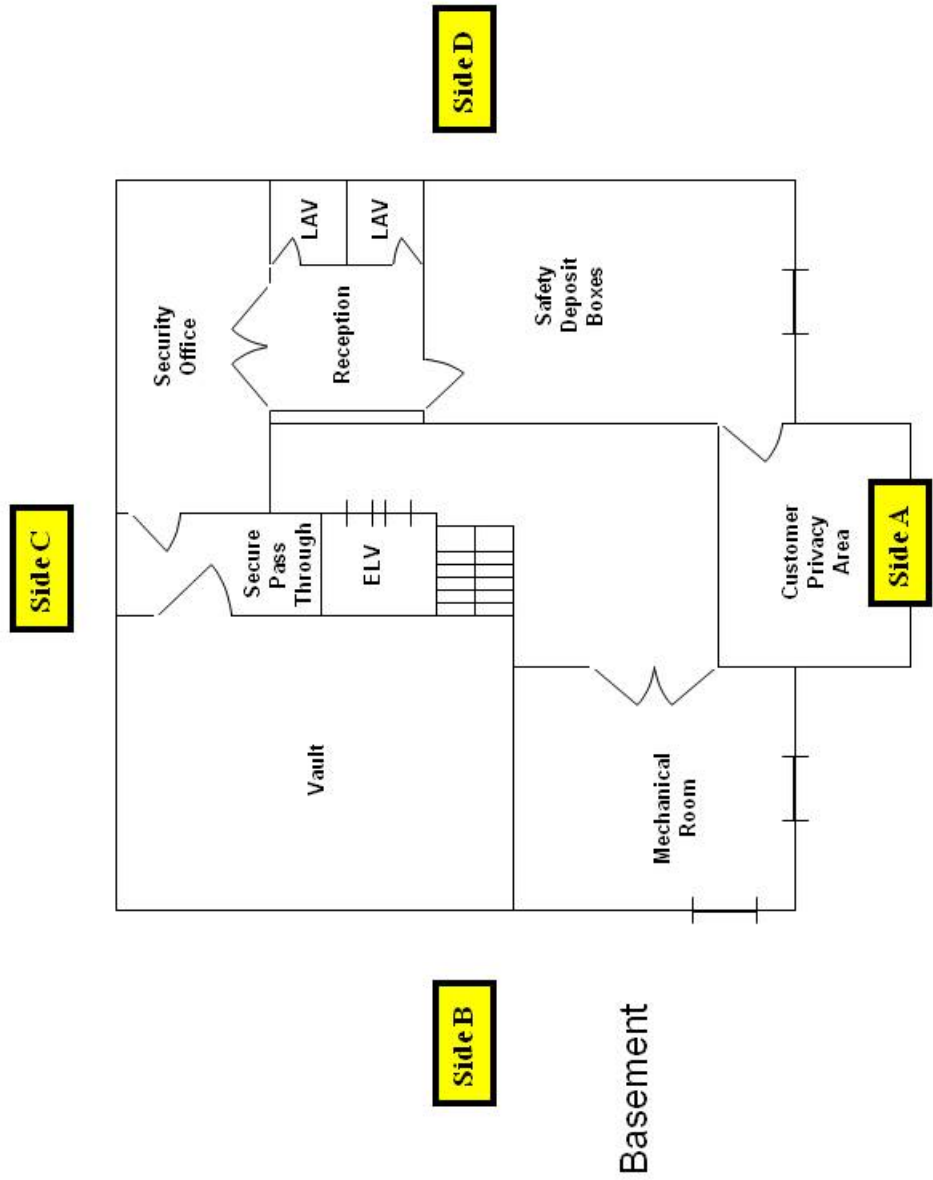 Side C
Side D
Security
Office
LAV
LAV
Reception
Secure
Pass
Through
ELV
Safety
Deposit
Boxes
Vault
Customer
Privacy
Area
Side A
Mechanical
Room
Side B
Basement